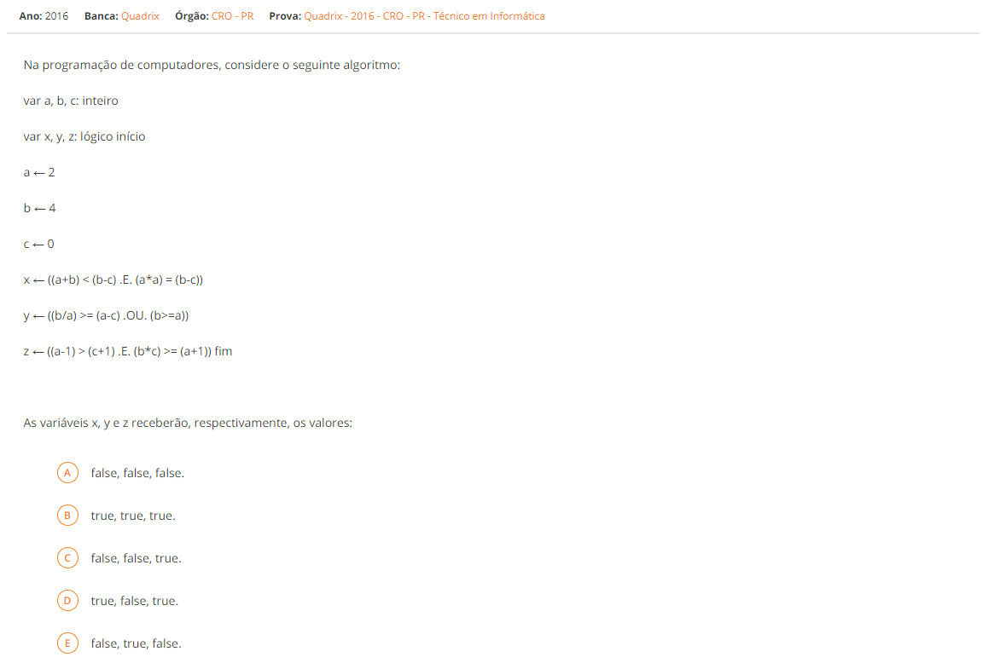 Ano: 2016 Banca: Quadrix Órgão: CRO - PR Prova: Quadrix - 2016 - CRO - PR - Técnico em Informática
Na programação de computadores, considere o seguinte algoritmo:
var a, b, c: inteiro
var x, y, z: lógico início
a ← 2
b ← 4
c ← 0
x ← ((a+b) < (b-c) .E. (a*a) = (b-c))
y ← ((b/a) >= (a-c) .OU. (b>=a))
z ← ((a-1) > (c+1) .E. (b*c) >= (a+1)) fim
As variáveis x, y e z receberão, respectivamente, os valores:
A false, false, false.
B true, true, true.
C false, false, true.
D true, false, true.
E false, true, false.